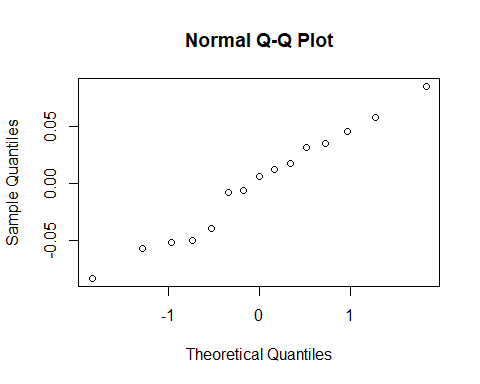 Normal Q-Q Plot
Sample Quantiles
0.05
0.00
-0.05
-1
0
1
Theoretical Quantiles